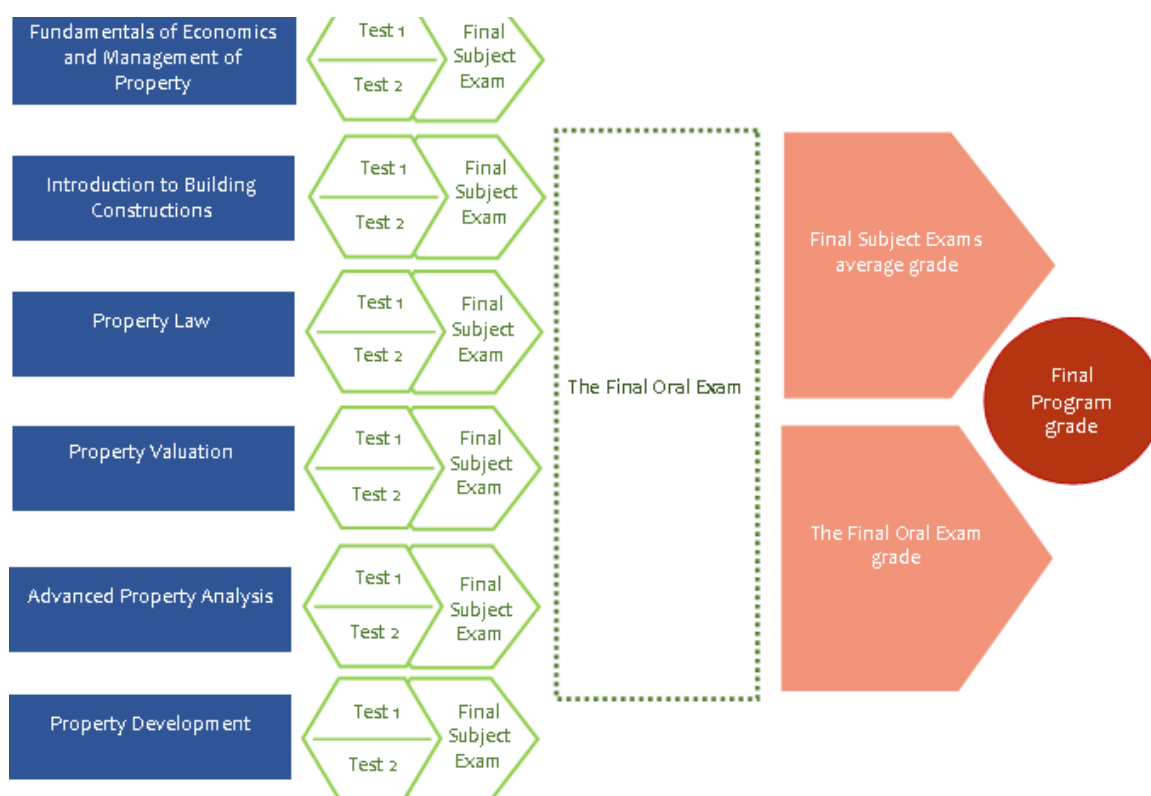 Fundamentals of Economics
and Management of
Property
Test 1
Test 2
Final
Subject
Exam
Introduction to Building
Constructions
Test 1
Test 2
Final
Subject
Exam
Property Law
Test 1
Test 2
Final
Subject
Exam
Property Valuation
Test 1
Test 2
Final
Subject
Exam
Advanced Property Analysis
Test 1
Test 2
Final
Subject
Exam
Property Development
Test 1
Test 2
Final
Subject
Exam
The Final Oral Exam
Final Subject Exams
average grade
The Final Oral Exam
grade
Final
Program
grade